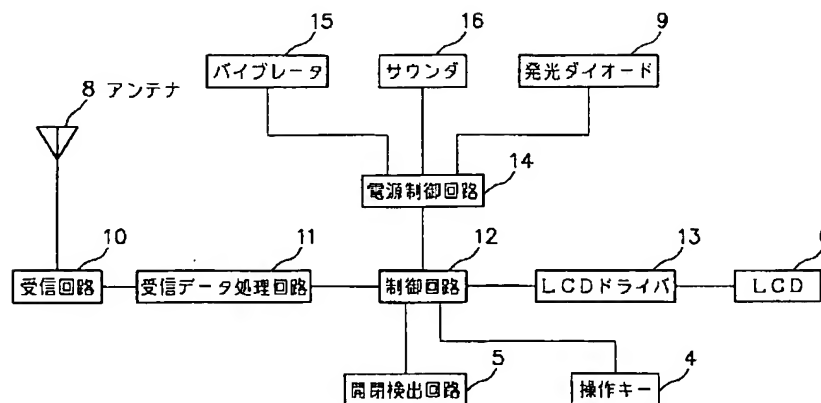 15
16
9
バイブレータ
サウンダ
発光ダイオード
8 アンテナ
電源制御回路
14
10
11
12
13
受信回路
受信データ処理回路
制御回路
LCDドライバ
LCD
開閉検出回路
5
操作キー
4